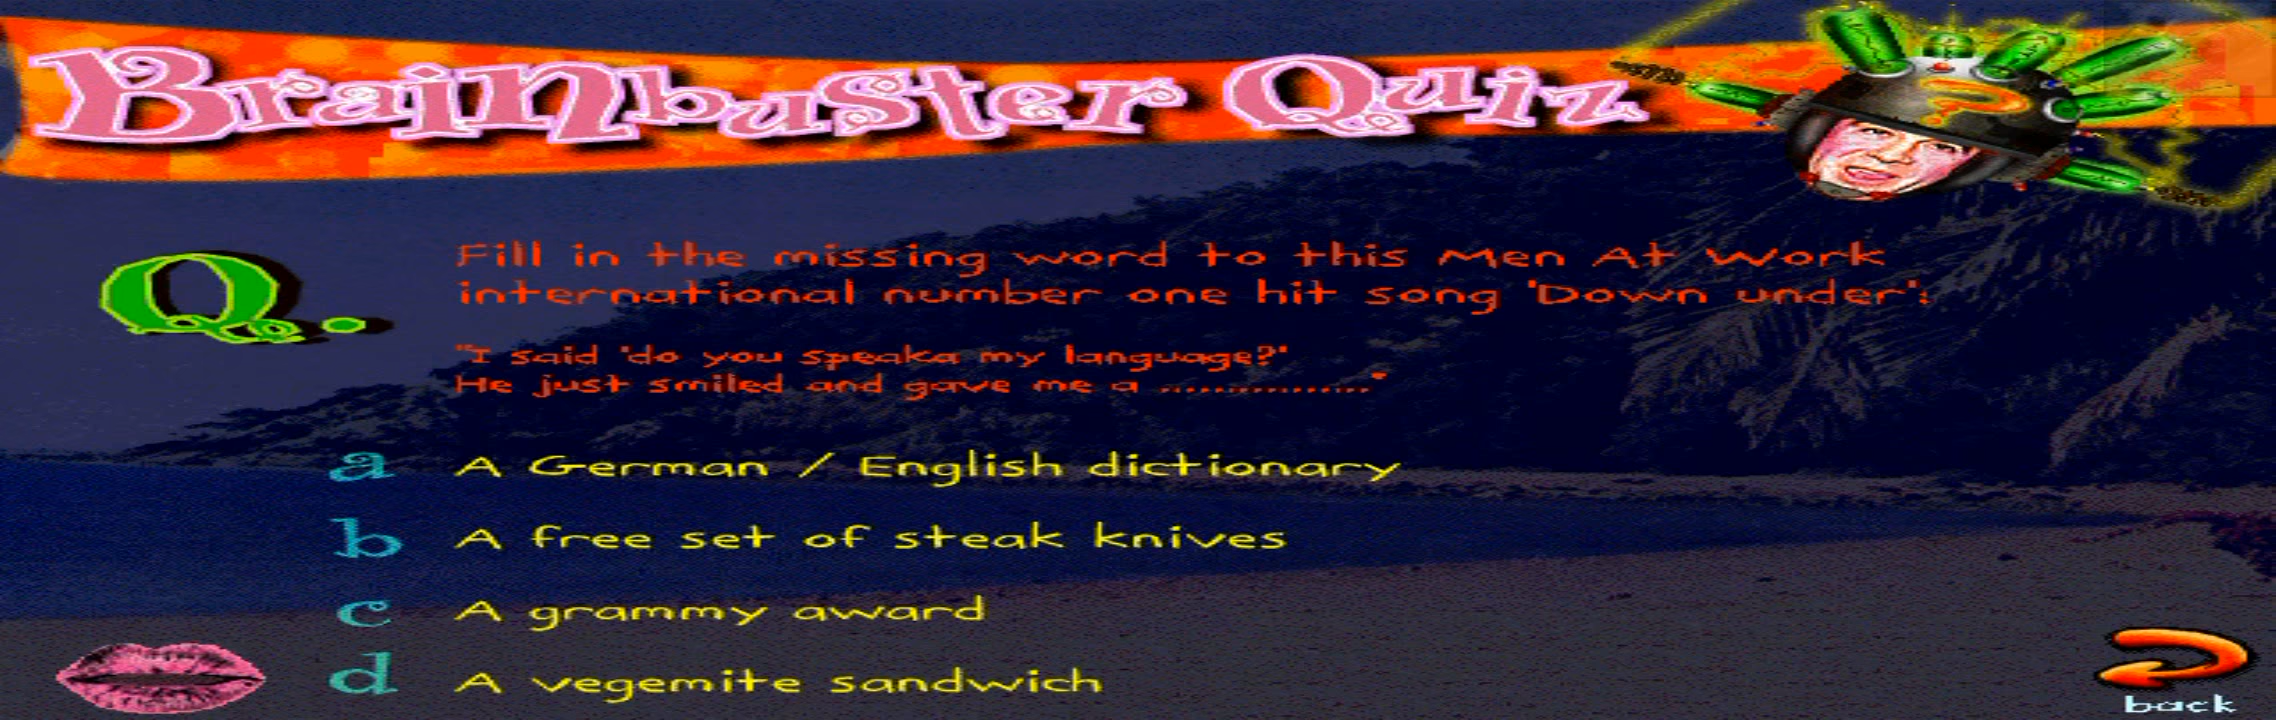 Brainbuster Quiz
Q.
Fill in the missing word to this Men At Work
international number one hit song 'Down under':
"I said 'do you speaka my language?'
He just smiled and gave me a ................"
a A German / English dictionary
b A free set of steak knives
c A grammy award
d A vegemite sandwich
back